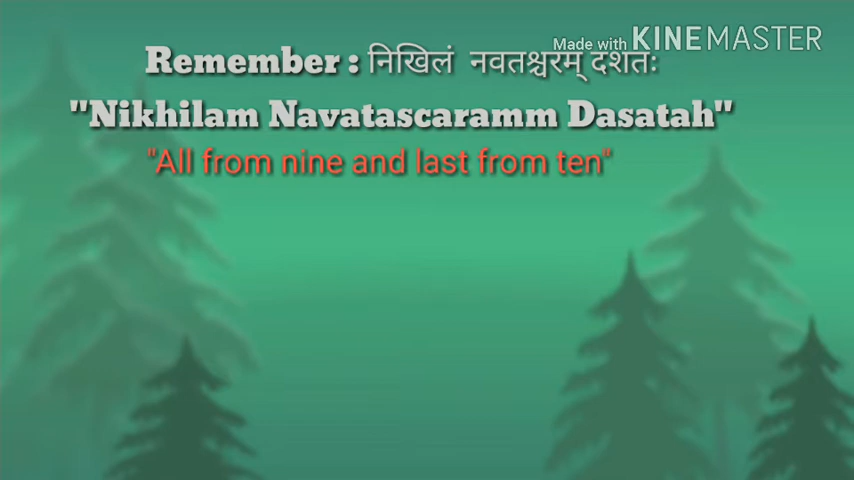 Made with KINEMASTER
Remember : निखिलं नवतश्चरम् दशतः
"Nikhilam Navatascaramm Dasatah"
"All from nine and last from ten"